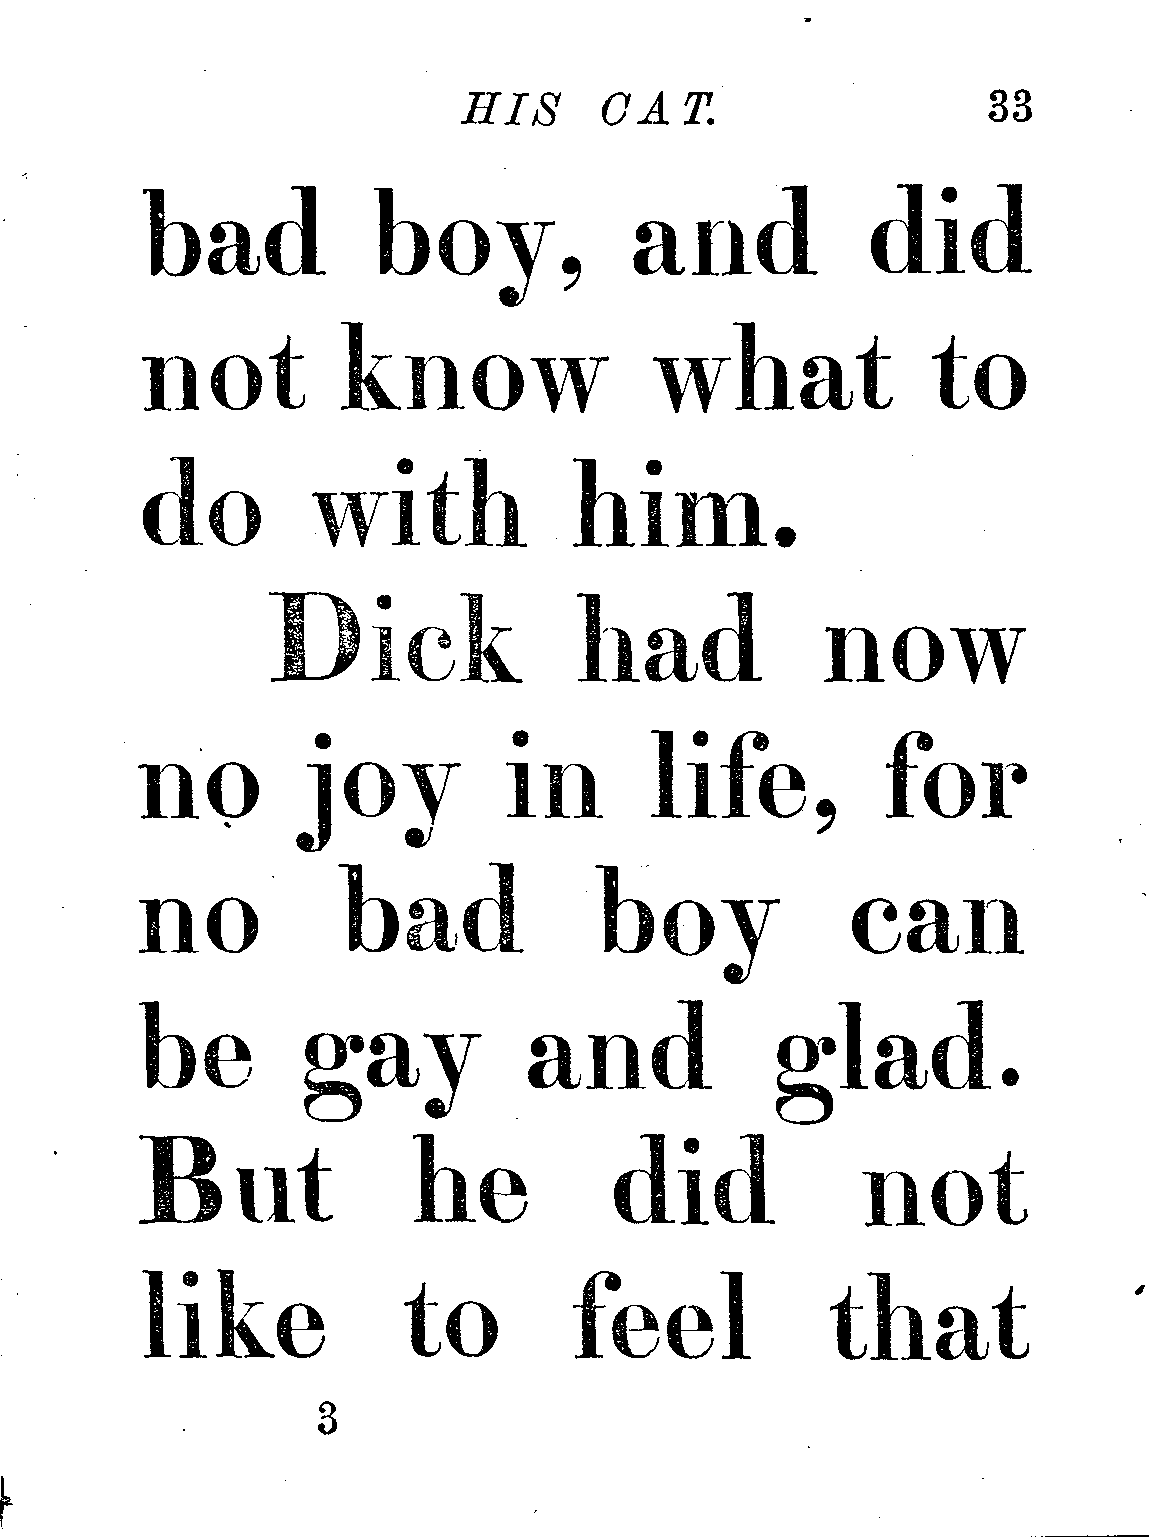 HIS CAT. 33
bad boy, and did
not know what to
do with him.
Dick had now
no joy in life, for
no bad boy can
be gay and glad.
But he did not
like to feel that
3